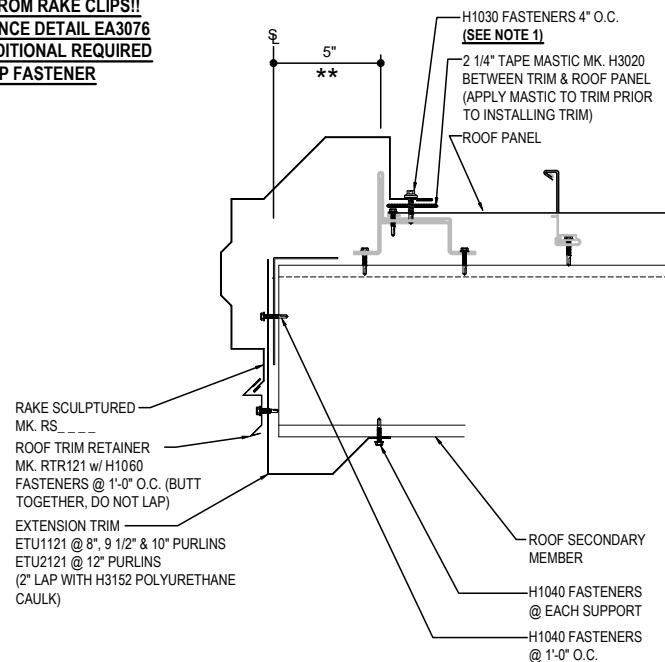 ROM RAKE CLIPS!!
NCE DETAIL EA3076
DITIONAL REQUIRED
P FASTENER
5"
**
H1030 FASTENERS 4" O.C.
(SEE NOTE 1)
2 1/4" TAPE MASTIC MK. H3020
BETWEEN TRIM & ROOF PANEL
(APPLY MASTIC TO TRIM PRIOR
TO INSTALLING TRIM)
ROOF PANEL
RAKE SCULPTURED
MK. RS_ _ _ _
ROOF TRIM RETAINER
MK. RTR121 w/ H1060
FASTENERS @ 1'-0" O.C. (BUTT
TOGETHER, DO NOT LAP)
EXTENSION TRIM
ETU1121 @ 8", 9 1/2" & 10" PURLINS
ETU2121 @ 12" PURLINS
(2" LAP WITH H3152 POLYURETHANE
CAULK)
ROOF SECONDARY
MEMBER
H1040 FASTENERS
@ EACH SUPPORT
H1040 FASTENERS
@ 1'-0" O.C.